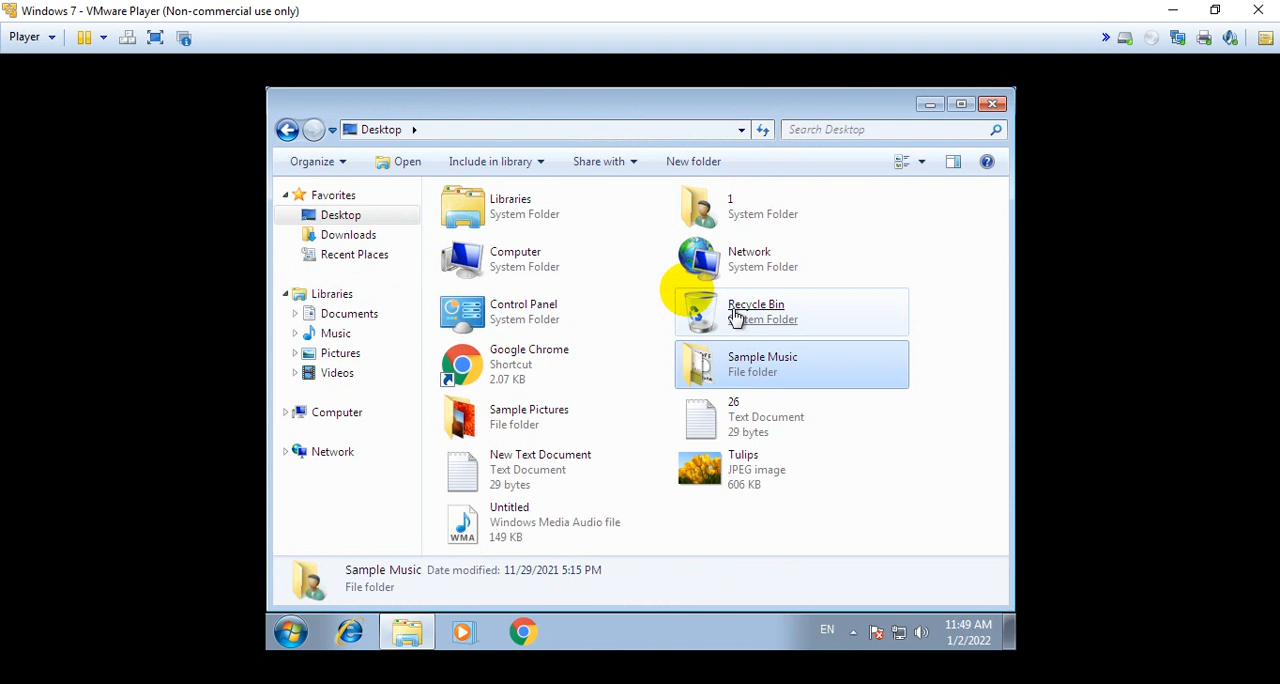 Windows 7 - VMware Player (Non-commercial use only)
Player
Desktop
Search Desktop
Organize
Open
Include in library
Share with
New folder
Favorites
Desktop
Downloads
Recent Places
Libraries
Documents
Music
Pictures
Videos
Computer
Network
Libraries
System Folder
1
System Folder
Computer
System Folder
Network
System Folder
Control Panel
System Folder
Recycle Bin
System Folder
Google Chrome
Shortcut
2.07 KB
Sample Music
File folder
Sample Pictures
File folder
26
Text Document
29 bytes
New Text Document
Text Document
29 bytes
Tulips
JPEG image
606 KB
Untitled
Windows Media Audio file
149 KB
WMA
Sample Music Date modified: 11/29/2021 5:15 PM
File folder
EN
11:49 AM
1/2/2022